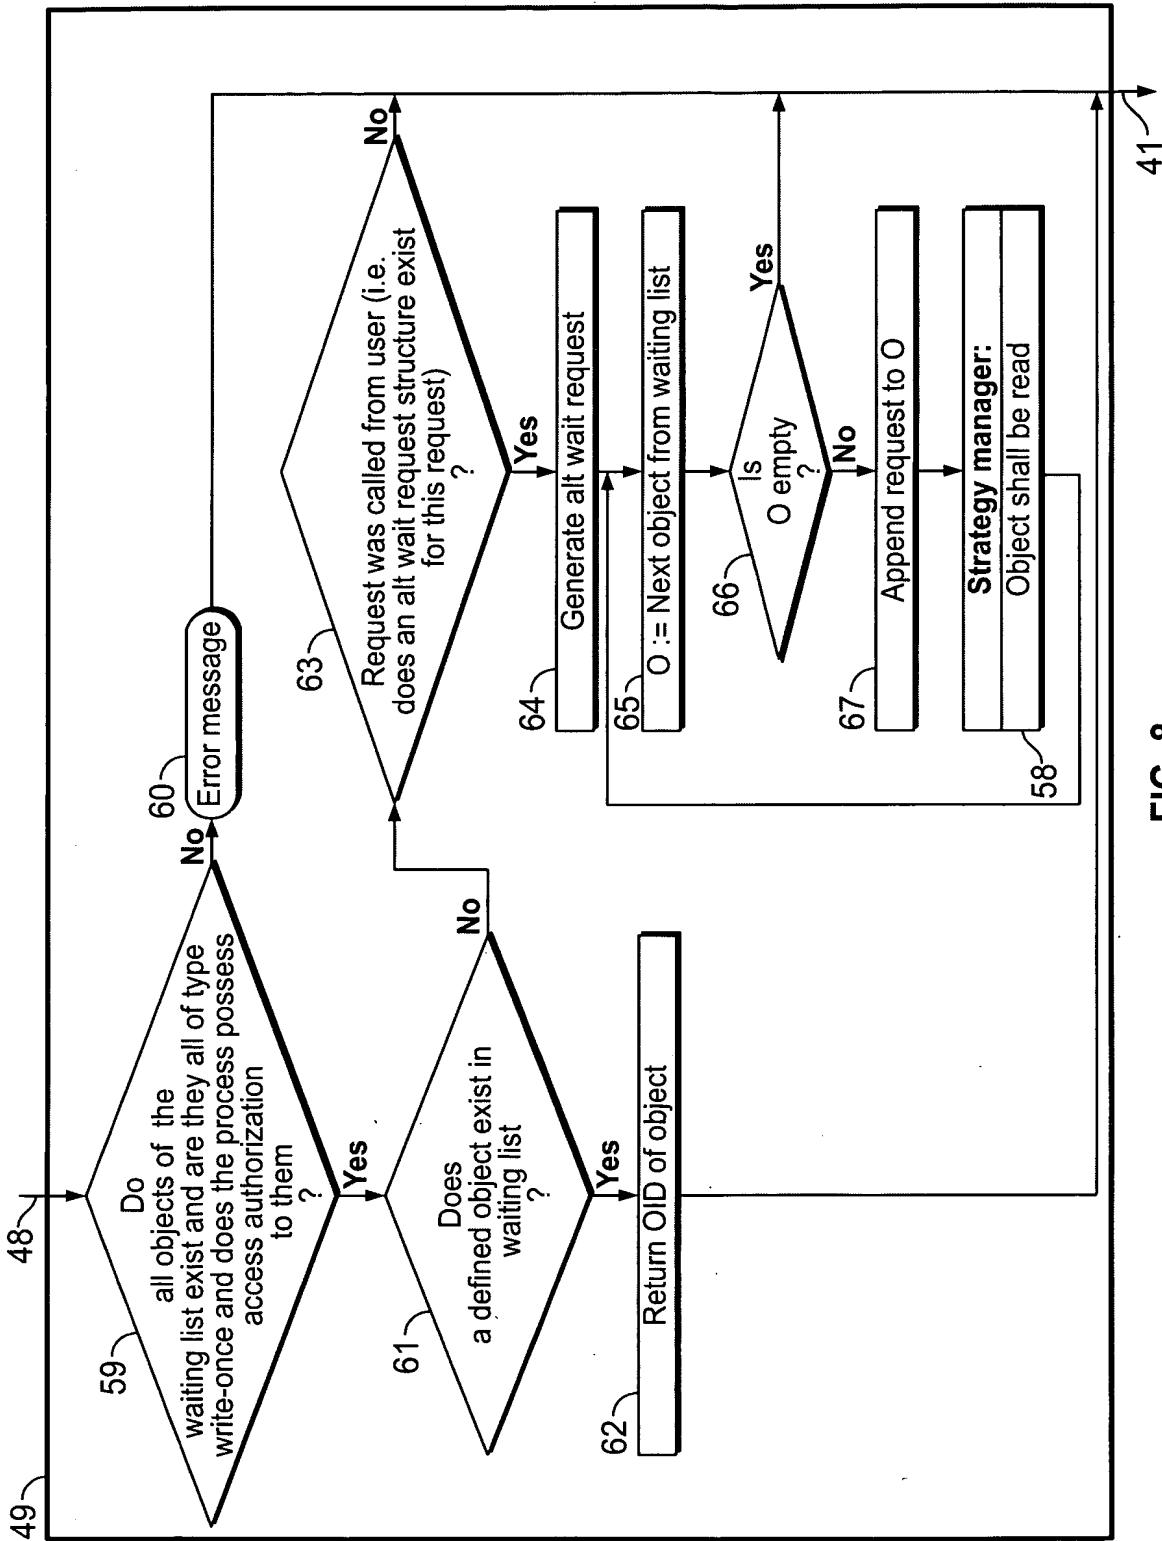 49
48
59
Do
all objects of the
waiting list exist and are they all of type
write-once and does the process possess
access authorization
to them
?
No
60
Error message
Yes
61
Does
a defined object exist in
waiting list
?
No
Yes
62
Return OID of object
63
Request was called from user (i.e.
does an alt wait request structure exist
for this request)
?
No
Yes
64
Generate alt wait request
65
O := Next object from waiting list
66
Is
O empty
?
Yes
No
67
Append request to O
Strategy manager:
Object shall be read
58
41